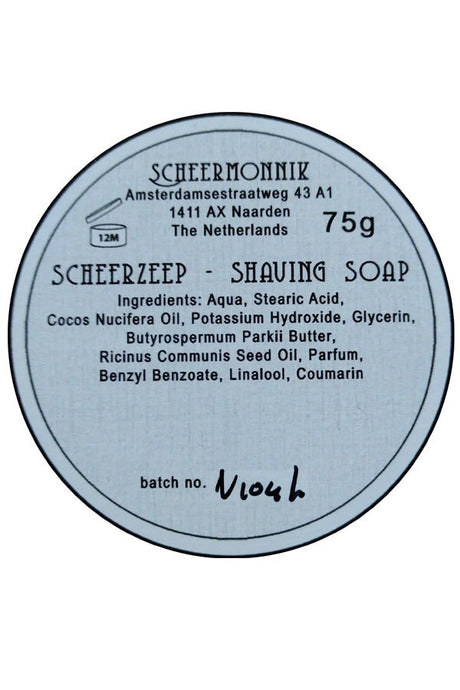 SCHEERMONNIK
Amsterdamsestraatweg 43 A1
1411 AX Naarden
The Netherlands
75g
12M
SCHEERZEEP - SHAVING SOAP
Ingredients: Aqua, Stearic Acid,
Cocos Nucifera Oil, Potassium Hydroxide, Glycerin,
Butyrospermum Parkii Butter,
Ricinus Communis Seed Oil, Parfum,
Benzyl Benzoate, Linalool, Coumarin
batch no.